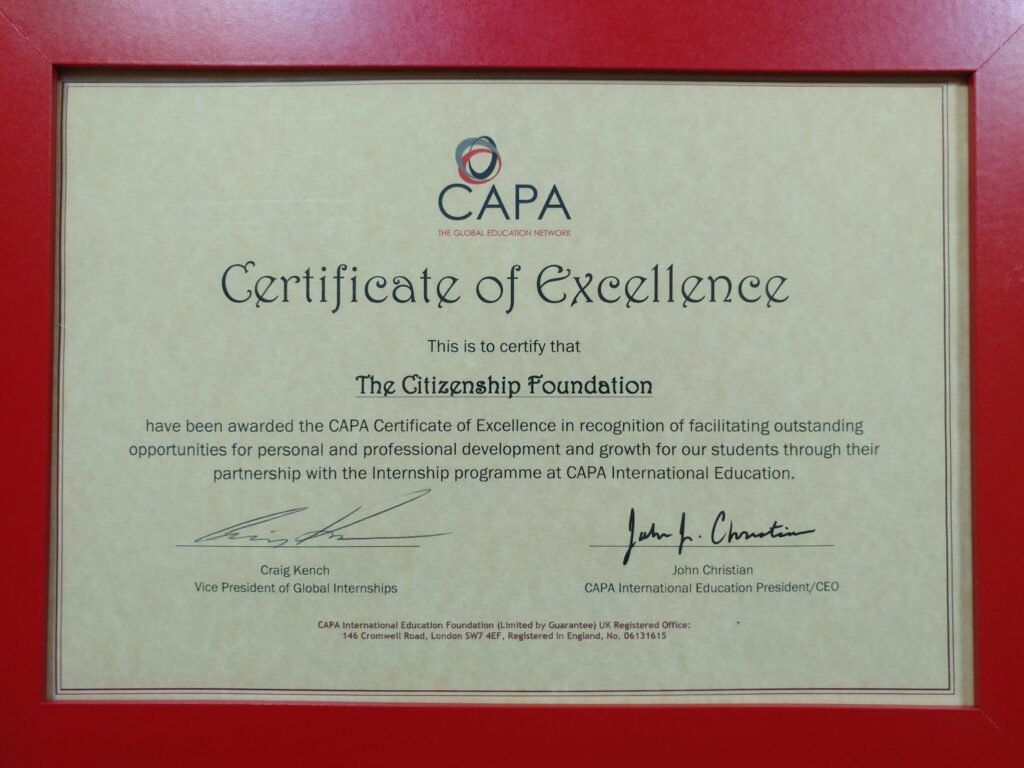 CAPA
THE GLOBAL EDUCATION NETWORK
Certificate of Excellence
This is to certify that
The Citizenship Foundation
have been awarded the CAPA Certificate of Excellence in recognition of facilitating outstanding
opportunities for personal and professional development and growth for our students through their
partnership with the Internship programme at CAPA International Education.
John L. Christian
Craig Kench
Vice President of Global Internships
John Christian
CAPA International Education President/CEO
CAPA International Education Foundation (Limited by Guarantee) UK Registered Office:
146 Cromwell Road, London SW7 4EF, Registered in England, No. 06131615